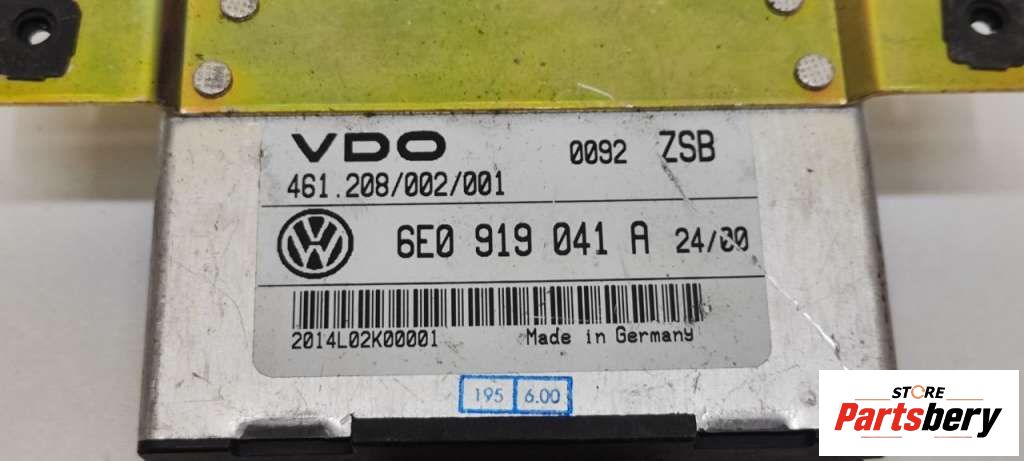 VDO 0092 ZSB
461.208/002/001
6E0 919 041 A 24/00
2014L02K00001 Made in Germany
195 6.00
STORE
Partsbery